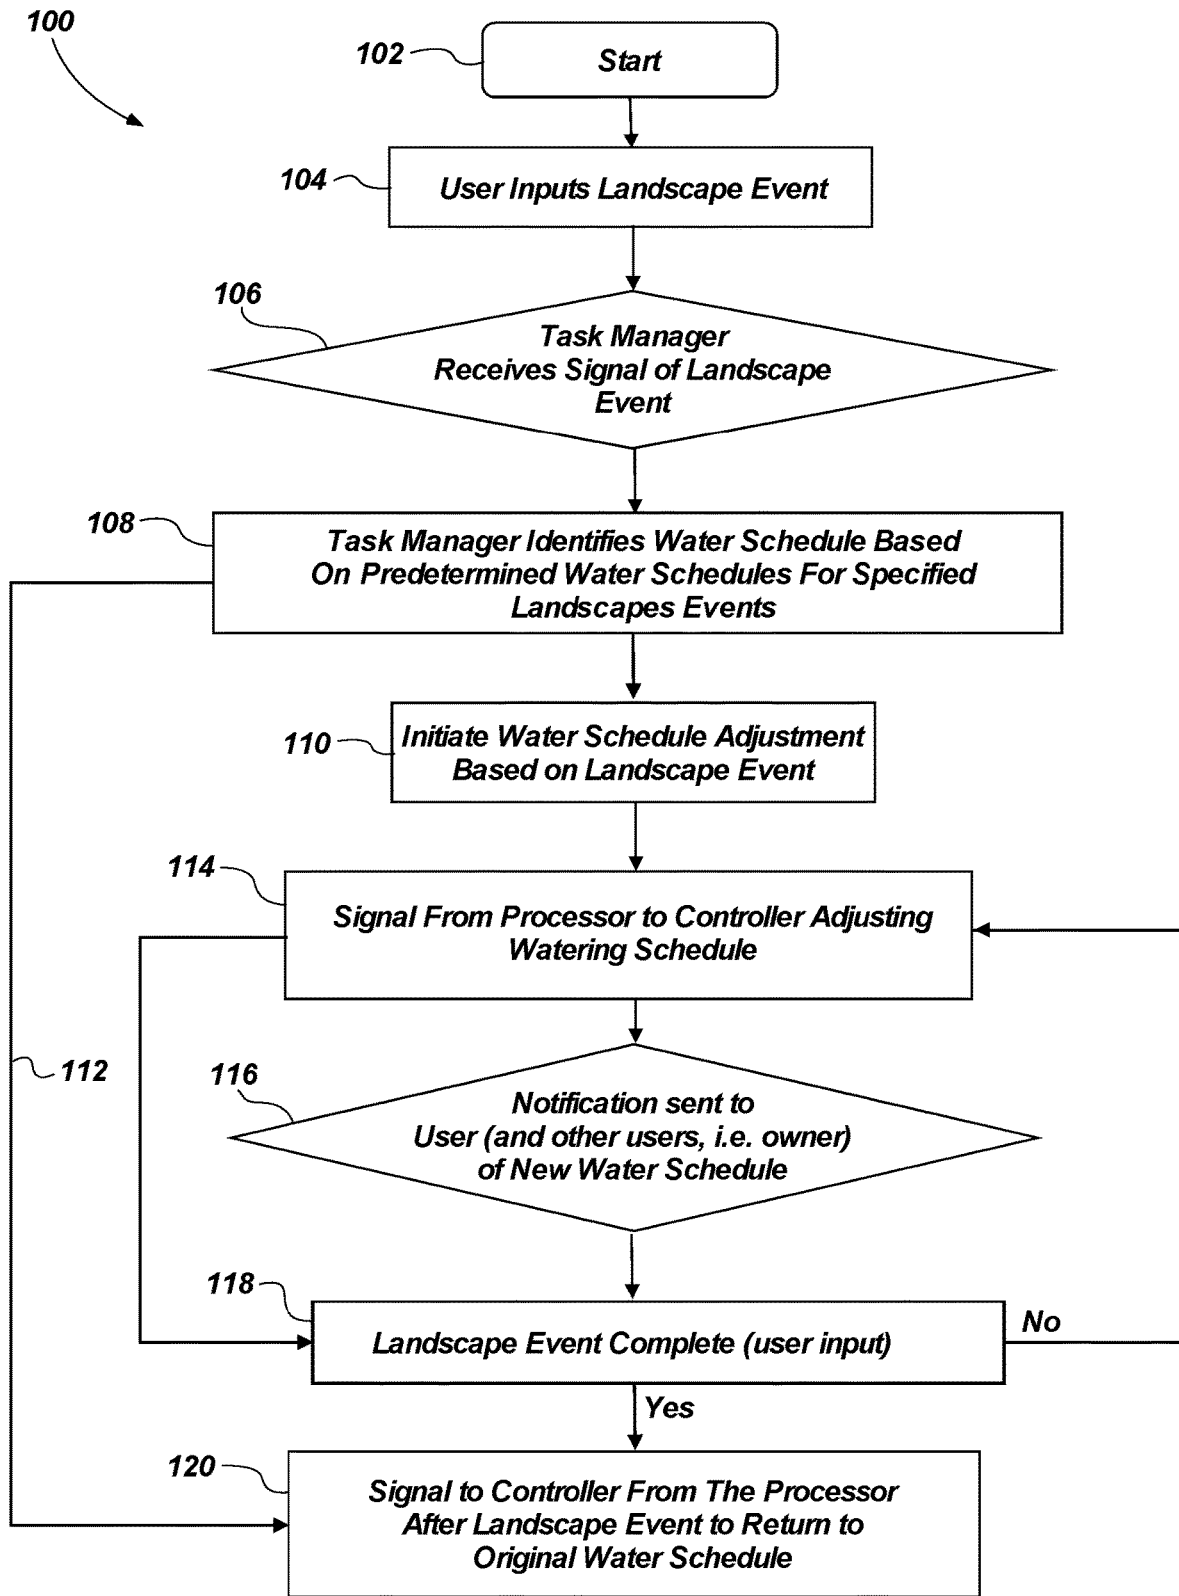 100
102
Start
104
User Inputs Landscape Event
106
Task Manager
Receives Signal of Landscape
Event
108
Task Manager Identifies Water Schedule Based
On Predetermined Water Schedules For Specified
Landscapes Events
110
Initiate Water Schedule Adjustment
Based on Landscape Event
114
Signal From Processor to Controller Adjusting
Watering Schedule
112
116
Notification sent to
User (and other users, i.e. owner)
of New Water Schedule
118
Landscape Event Complete (user input)
No
Yes
120
Signal to Controller From The Processor
After Landscape Event to Return to
Original Water Schedule